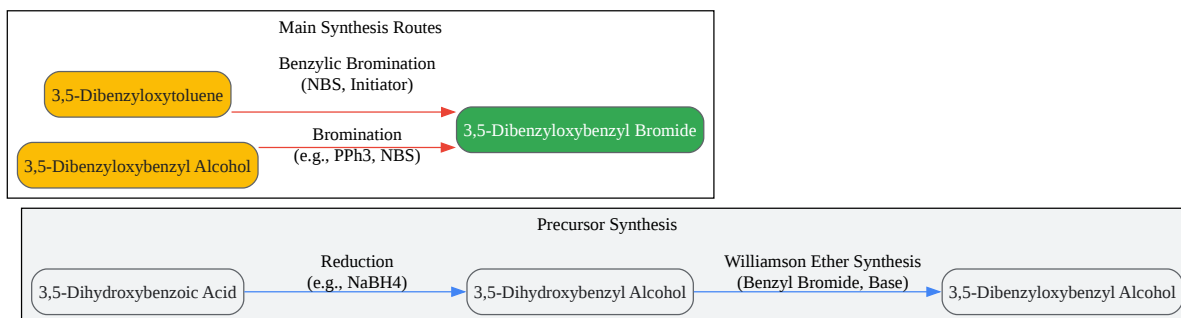 Main Synthesis Routes
Benzylic Bromination
(NBS, Initiator)
3,5-Dibenzyloxytoluene
3,5-Dibenzyloxybenzyl Bromide
Bromination
(e.g., PPh3, NBS)
3,5-Dibenzyloxybenzyl Alcohol
Precursor Synthesis
Reduction
(e.g., NaBH4)
Williamson Ether Synthesis
(Benzyl Bromide, Base)
3,5-Dihydroxybenzoic Acid
3,5-Dihydroxybenzyl Alcohol
3,5-Dibenzyloxybenzyl Alcohol